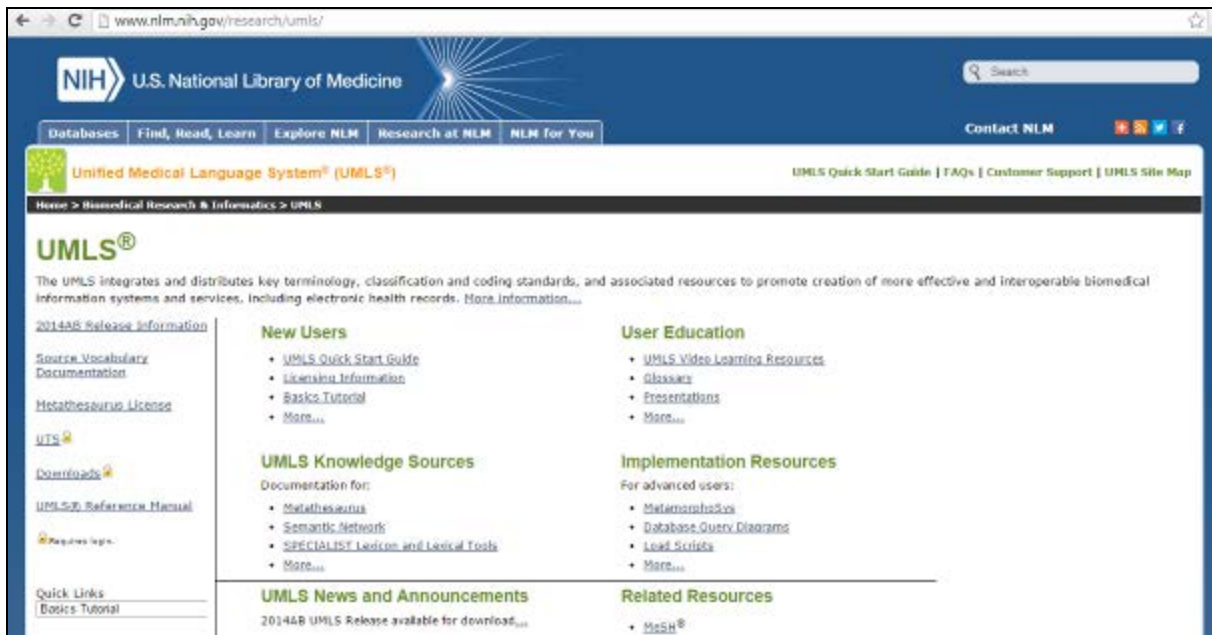 www.nlm.nih.gov/research/umls/
NIH U.S. National Library of Medicine
Search
Databases Find, Read, Learn Explore NLM Research at NLM NLM for You
Contact NLM
Unified Medical Language System® (UMLS®)
UMLS Quick Start Guide | FAQs | Customer Support | UMLS Site Map
Home > Biomedical Research & Informatics > UMLS
UMLS®
The UMLS integrates and distributes key terminology, classification and coding standards, and associated resources to promote creation of more effective and interoperable biomedical
information systems and services, including electronic health records. More Information...
2014AB Release Information
Source Vocabulary
Documentation
Metathesaurus License
UTS
Downloads
UMLS® Reference Manual
Requires login.
Quick Links
Basics Tutorial
New Users
• UMLS Quick Start Guide
• Licensing Information
• Basics Tutorial
• More...
User Education
• UMLS Video Learning Resources
• Glossary
• Presentations
• More...
UMLS Knowledge Sources
Documentation for:
• Metathesaurus
• Semantic Network
• SPECIALIST Lexicon and Lexical Tools
• More...
Implementation Resources
For advanced users:
• MetamorphoSys
• Database Query Diagrams
• Load Scripts
• More...
UMLS News and Announcements
2014AB UMLS Release available for download...
Related Resources
• MeSH®